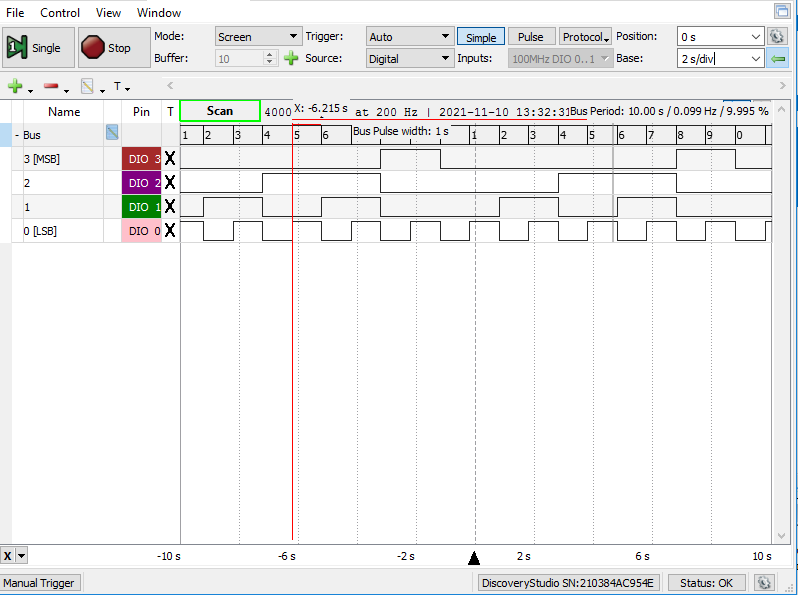 File Control View Window
Single Stop Mode: Screen Trigger: Auto Simple Pulse Protocol Position: 0 s
Buffer: 10 Source: Digital Inputs: 100MHz DIO 0..1 Base: 2 s/div
T
Name Pin T Scan 4000 X: -6.215 s at 200 Hz | 2021-11-10 13:32:31 Bus Period: 10.00 s / 0.099 Hz / 9.995 %
- Bus 1 2 3 4 5 6 Bus Pulse width: 1 s 1 2 3 4 5 6 7 8 9 0
3 [MSB] DIO 3 X
2 DIO 2 X
1 DIO 1 X
0 [LSB] DIO 0 X
X -10 s -6 s -2 s 2 s 6 s 10 s
Manual Trigger DiscoveryStudio SN:210384AC954E Status: OK